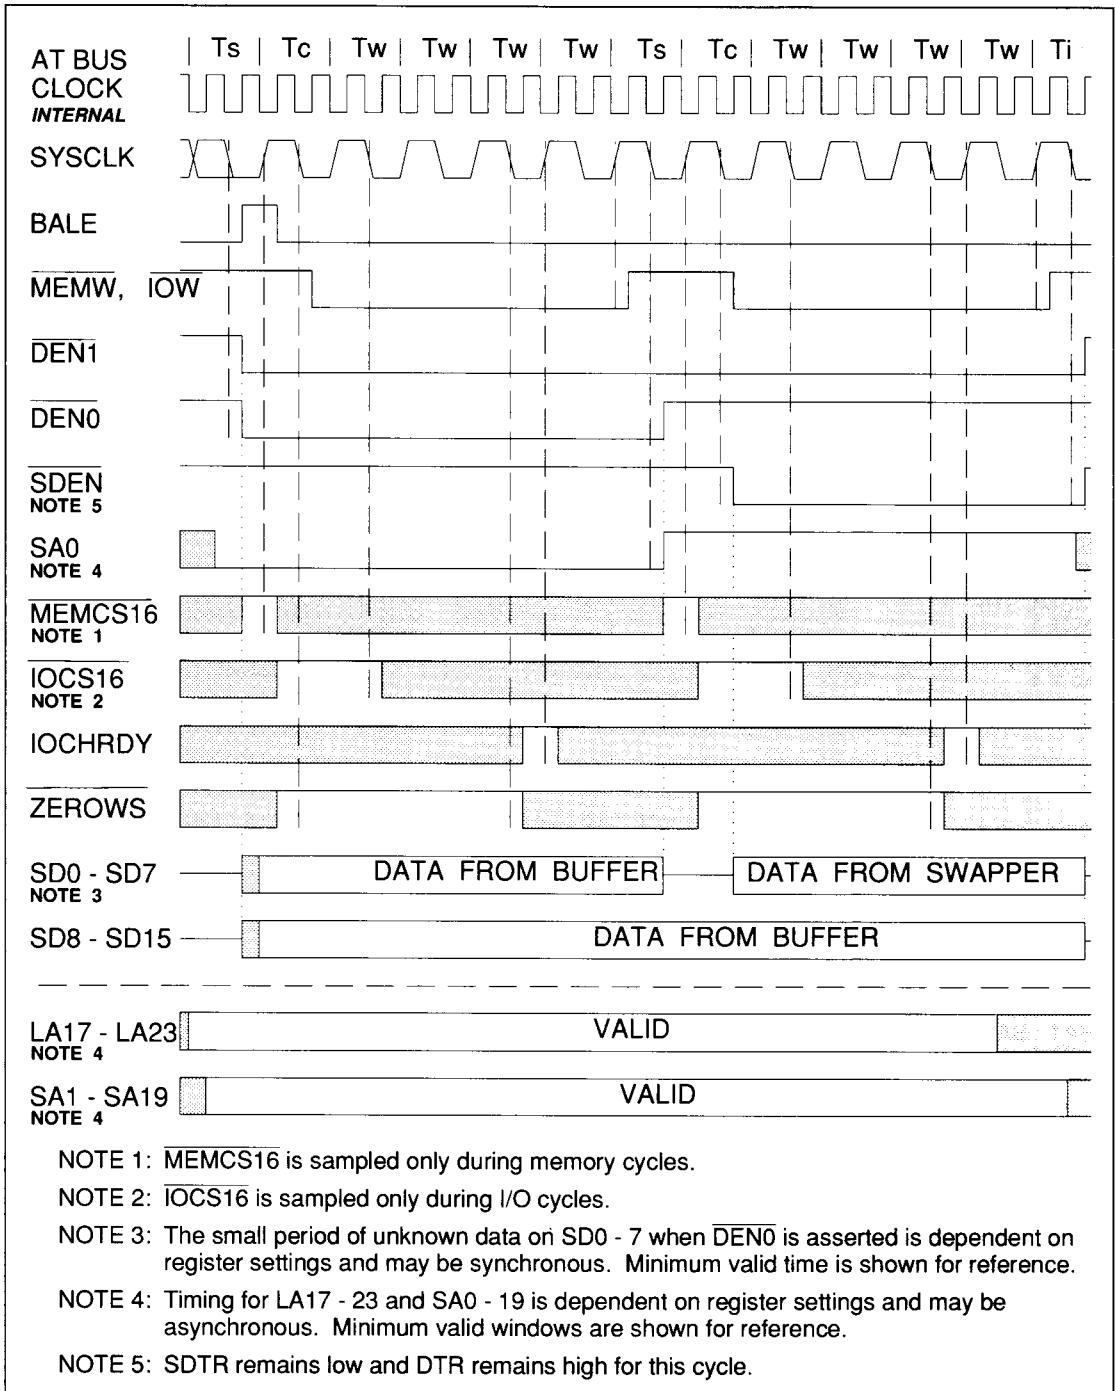 AT BUS
CLOCK
INTERNAL
Ts Tc Tw Tw Tw Tw Ts Tc Tw Tw Tw Tw Ti
SYSCLK
BALE
MEMW, IOW
DEN1
DEN0
SDEN
NOTE 5
SA0
NOTE 4
MEMCS16
NOTE 1
IOCS16
NOTE 2
IOCHRDY
ZEROWS
SD0 - SD7
NOTE 3
DATA FROM BUFFER
DATA FROM SWAPPER
SD8 - SD15
DATA FROM BUFFER
LA17 - LA23
NOTE 4
VALID
SA1 - SA19
NOTE 4
VALID
NOTE 1: MEMCS16 is sampled only during memory cycles.
NOTE 2: IOCS16 is sampled only during I/O cycles.
NOTE 3: The small period of unknown data on SD0 - 7 when DEN0 is asserted is dependent on
register settings and may be synchronous. Minimum valid time is shown for reference.
NOTE 4: Timing for LA17 - 23 and SA0 - 19 is dependent on register settings and may be
asynchronous. Minimum valid windows are shown for reference.
NOTE 5: SDTR remains low and DTR remains high for this cycle.